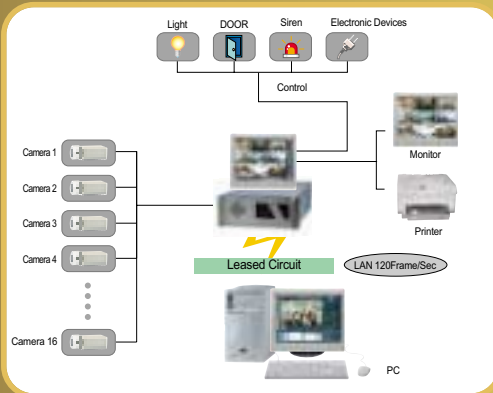 Light
DOOR
Siren
Electronic Devices
Control
Camera 1
Camera 2
Camera 3
Camera 4
Camera 16
Monitor
Printer
Leased Circuit
LAN 120Frame/Sec
PC